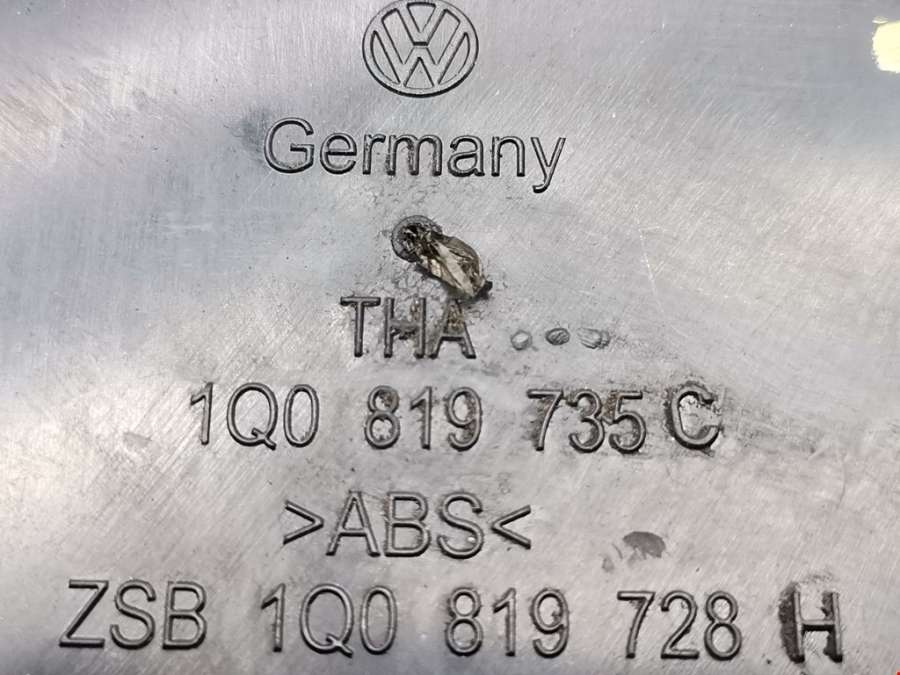 Germany
THA
1Q0 819 735 C
>ABS<
ZSB 1Q0 819 728 H